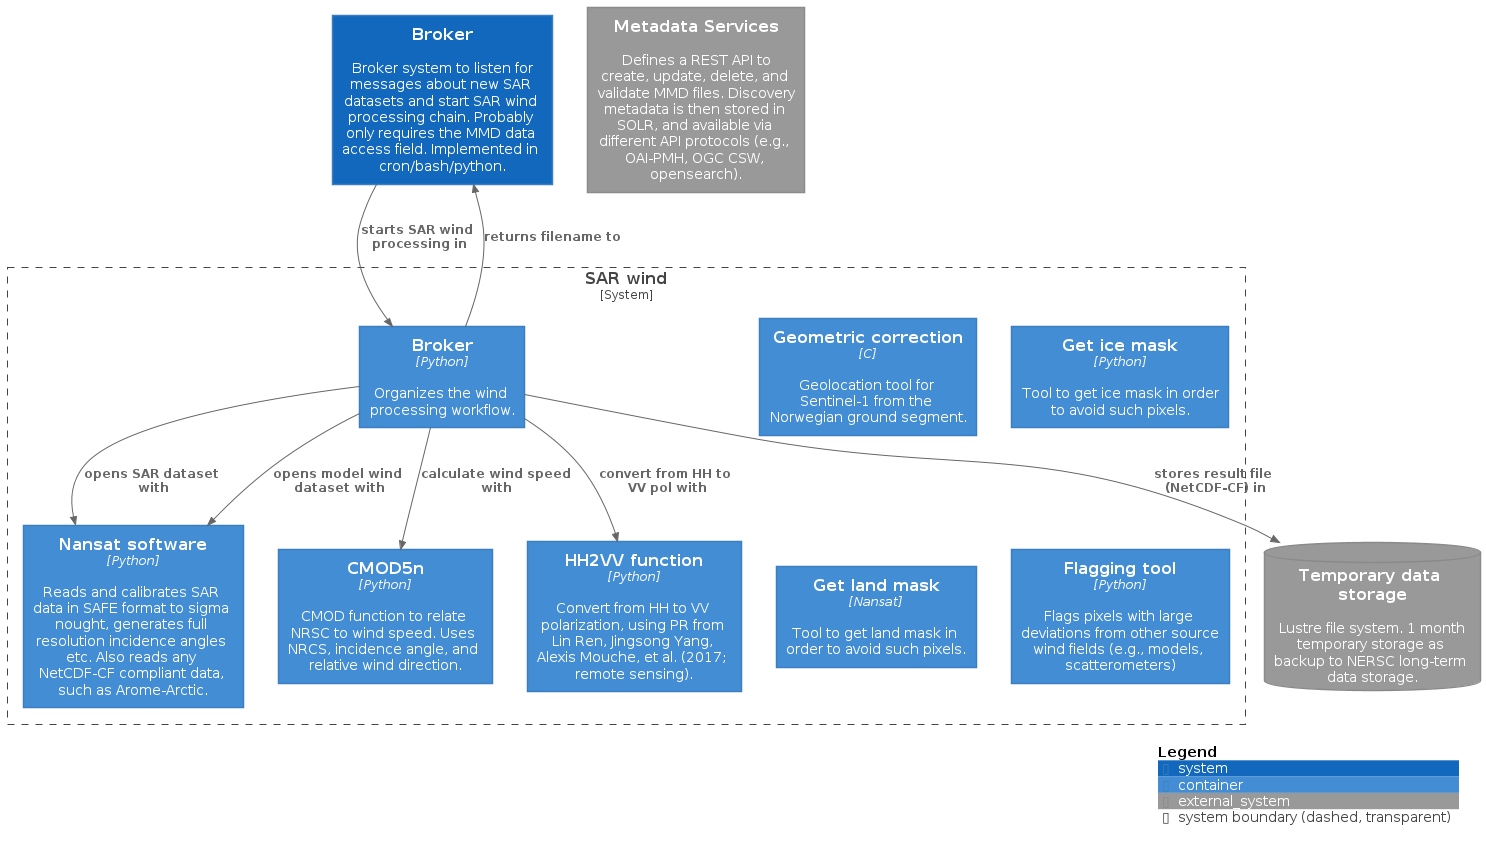 Broker
Broker system to listen for
messages about new SAR
datasets and start SAR wind
processing chain. Probably
only requires the MMD data
access field. Implemented in
cron/bash/python.
Metadata Services
Defines a REST API to
create, update, delete, and
validate MMD files. Discovery
metadata is then stored in
SOLR, and available via
different API protocols (e.g.,
OAI-PMH, OGC CSW,
opensearch).
starts SAR wind
processing in
returns filename to
SAR wind
[System]
Broker
[Python]
Organizes the wind
processing workflow.
Geometric correction
[C]
Geolocation tool for
Sentinel-1 from the
Norwegian ground segment.
Get ice mask
[Python]
Tool to get ice mask in order
to avoid such pixels.
opens SAR dataset
with
opens model wind
dataset with
calculate wind speed
with
convert from HH to
VV pol with
stores result file
(NetCDF-CF) in
Nansat software
[Python]
Reads and calibrates SAR
data in SAFE format to sigma
nought, generates full
resolution incidence angles
etc. Also reads any
NetCDF-CF compliant data,
such as Arome-Arctic.
CMOD5n
[Python]
CMOD function to relate
NRSC to wind speed. Uses
NRCS, incidence angle, and
relative wind direction.
HH2VV function
[Python]
Convert from HH to VV
polarization, using PR from
Lin Ren, Jingsong Yang,
Alexis Mouche, et al. (2017;
remote sensing).
Get land mask
[Nansat]
Tool to get land mask in
order to avoid such pixels.
Flagging tool
[Python]
Flags pixels with large
deviations from other source
wind fields (e.g., models,
scatterometers)
Temporary data
storage
Lustre file system. 1 month
temporary storage as
backup to NERSC long-term
data storage.
Legend
system
container
external_system
system boundary (dashed, transparent)